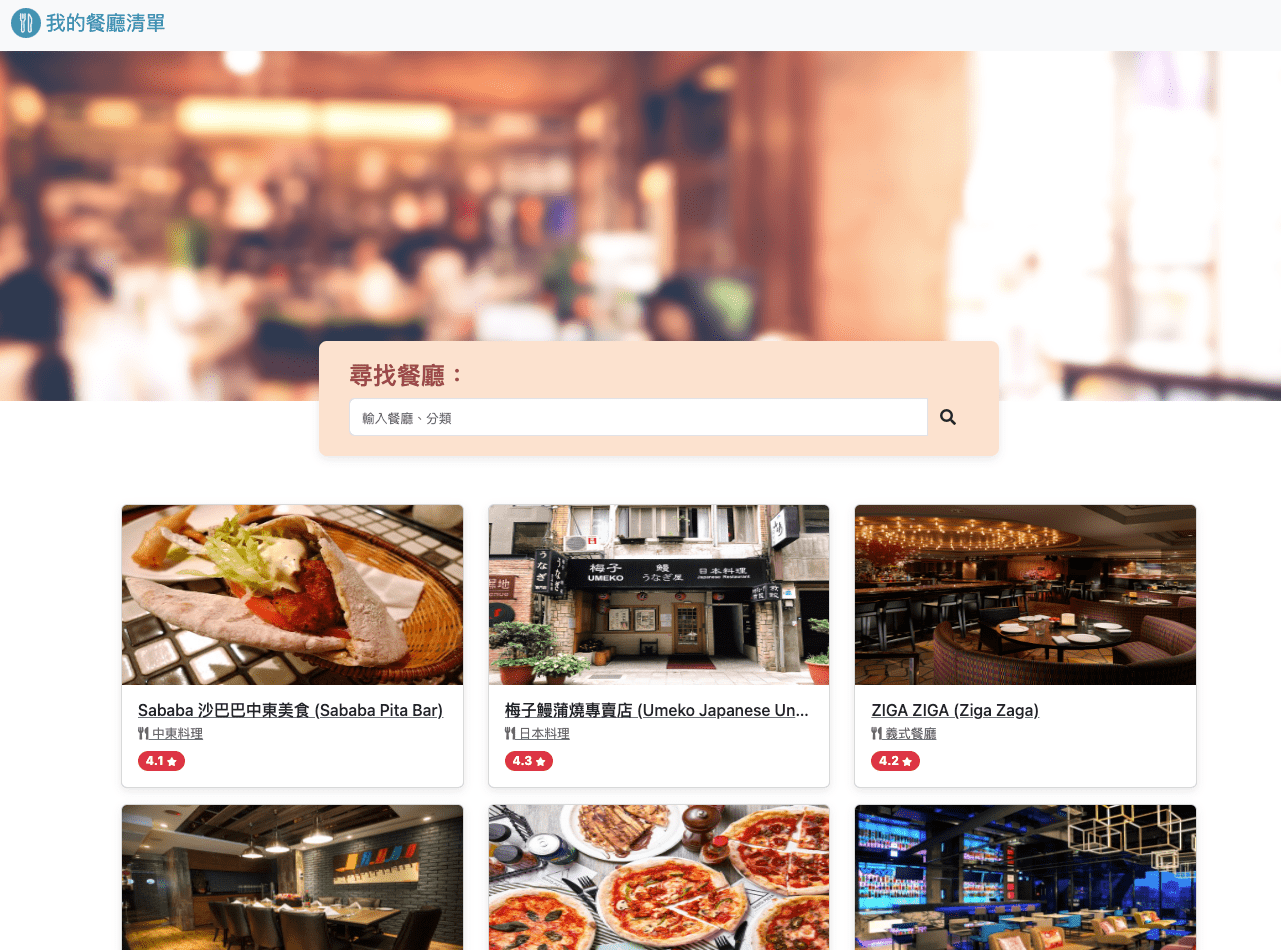 我的餐廳清單
尋找餐廳：
輸入餐廳、分類
梅子 鰻 日本料理
UMEKO うなぎ屋 Japanese Restaurant
うなぎ
Sababa 沙巴巴中東美食 (Sababa Pita Bar)
中東料理
4.1
梅子鰻蒲燒專賣店 (Umeko Japanese Un...
日本料理
4.3
ZIGA ZIGA (Ziga Zaga)
義式餐廳
4.2